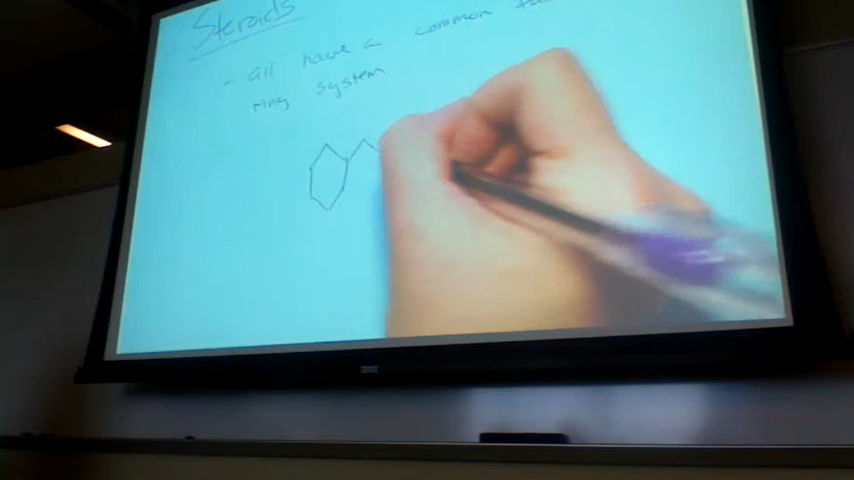 Steroids
- all have a common
ring system